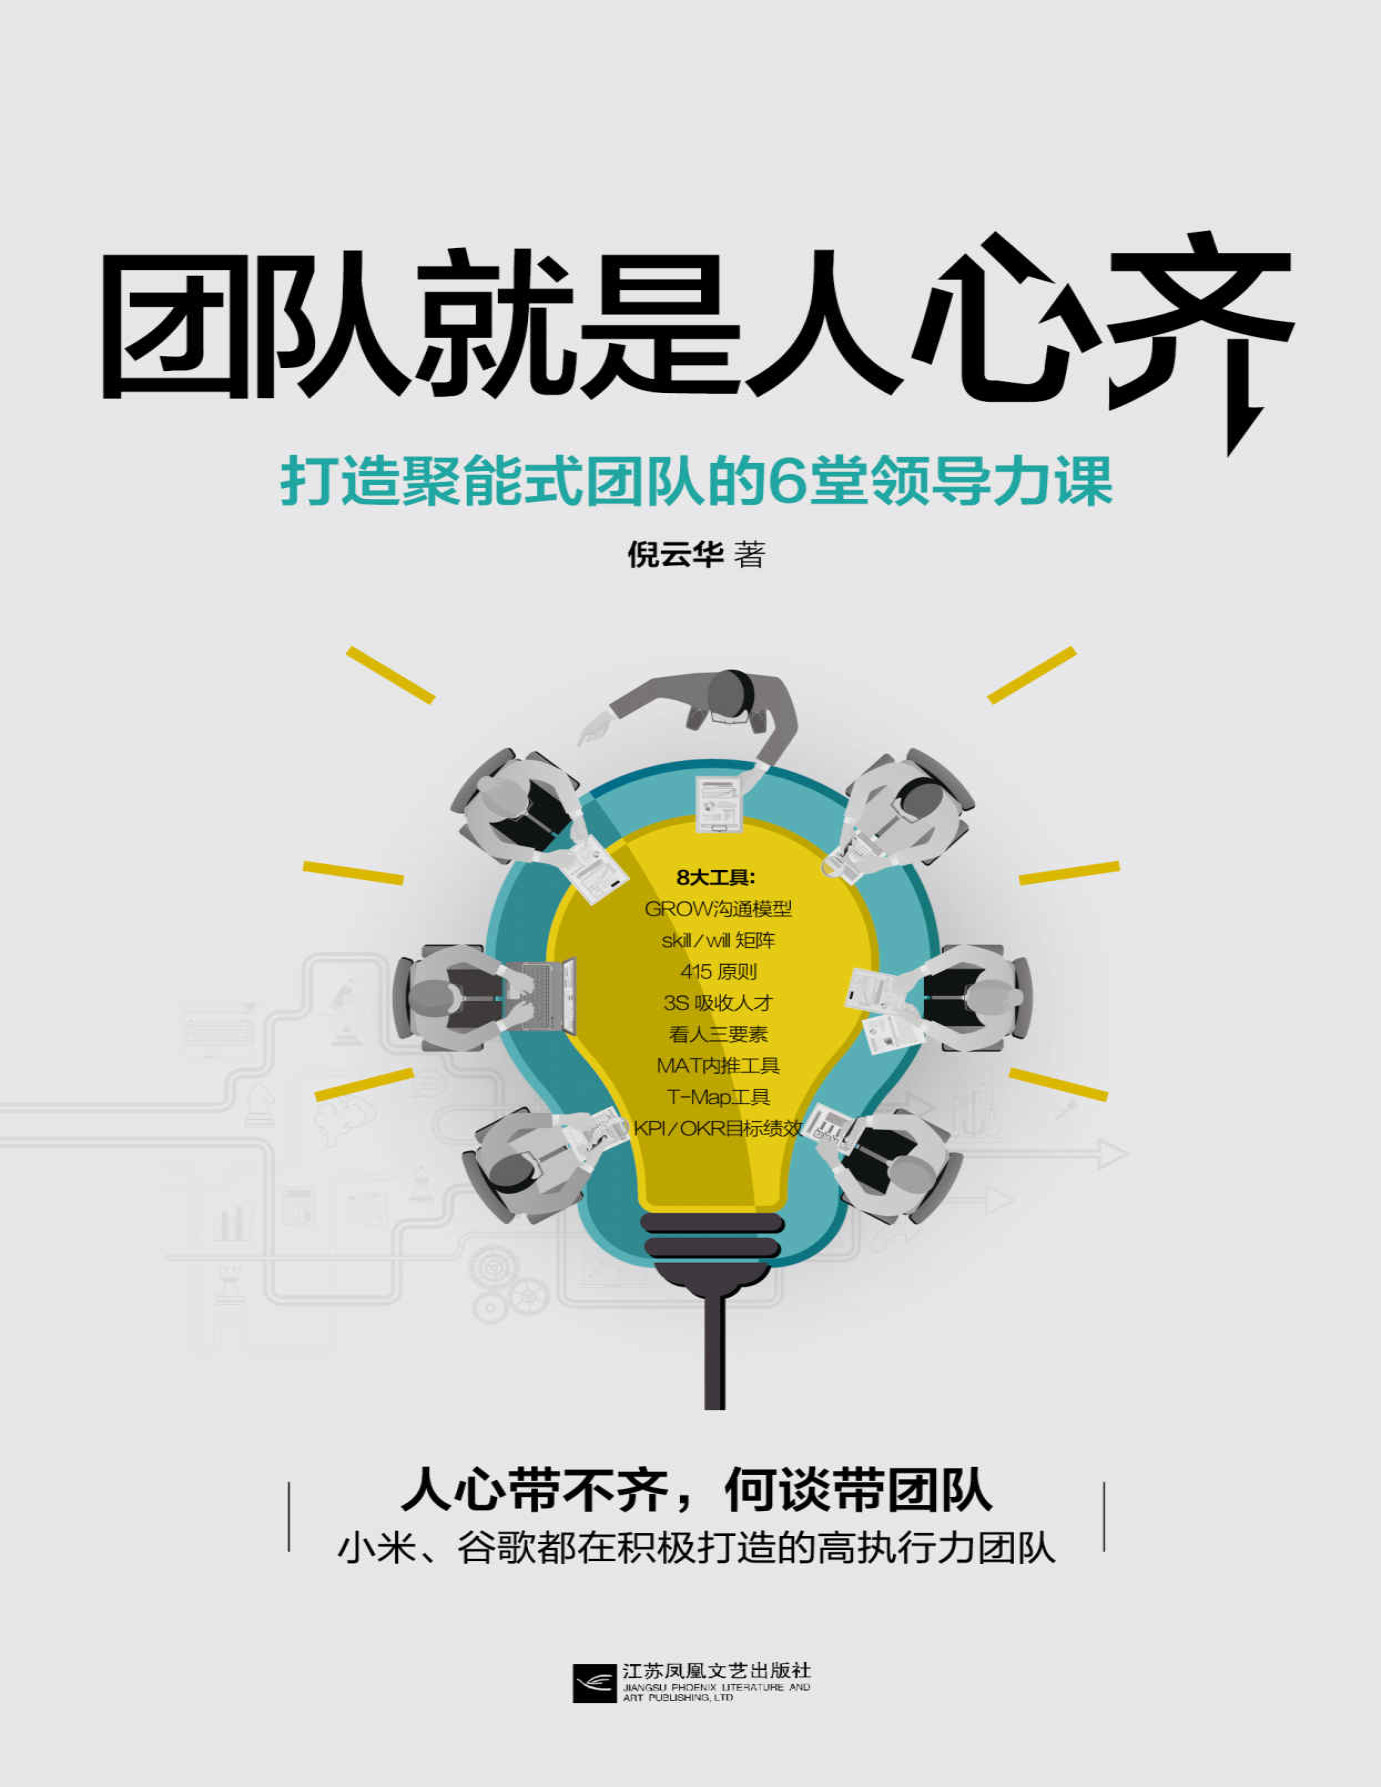 团队就是人心齐
打造聚能式团队的6堂领导力课
倪云华 著
8大工具:
GROW沟通模型
skill/will 矩阵
415 原则
3S 吸收人才
看人三要素
MAT内推工具
T-Map工具
KPI/OKR目标绩效
人心带不齐，何谈带团队
小米、谷歌都在积极打造的高执行力团队
江苏凤凰文艺出版社
JIANGSU PHOENIX LITERATURE AND
ART PUBLISHING, LTD